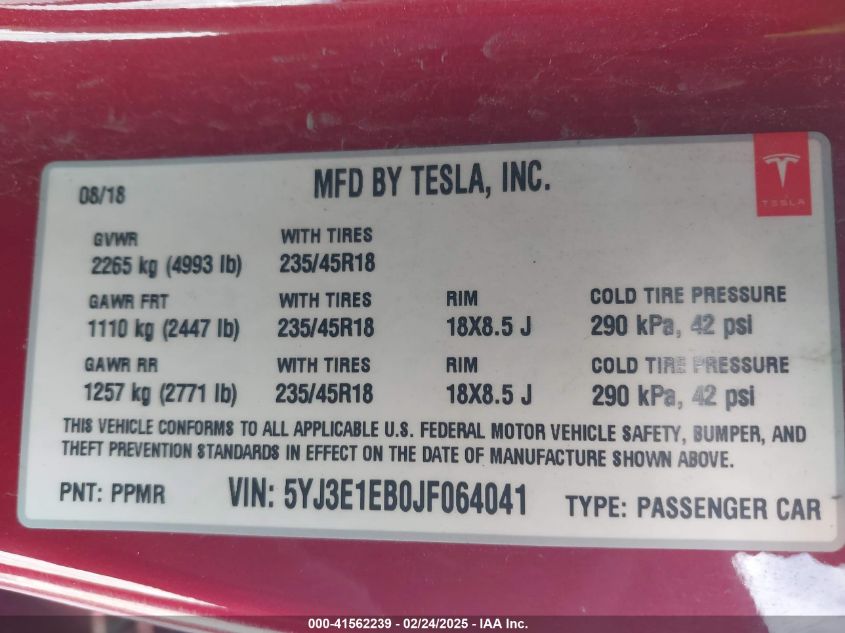 08/18
MFD BY TESLA, INC.
TESLA
GVWR WITH TIRES
2265 kg (4993 lb) 235/45R18
GAWR FRT WITH TIRES RIM COLD TIRE PRESSURE
1110 kg (2447 lb) 235/45R18 18X8.5 J 290 kPa, 42 psi
GAWR RR WITH TIRES RIM COLD TIRE PRESSURE
1257 kg (2771 lb) 235/45R18 18X8.5 J 290 kPa, 42 psi
THIS VEHICLE CONFORMS TO ALL APPLICABLE U.S. FEDERAL MOTOR VEHICLE SAFETY, BUMPER, AND
THEFT PREVENTION STANDARDS IN EFFECT ON THE DATE OF MANUFACTURE SHOWN ABOVE.
PNT: PPMR VIN: 5YJ3E1EB0JF064041 TYPE: PASSENGER CAR
000-41562239 - 02/24/2025 - IAA Inc.